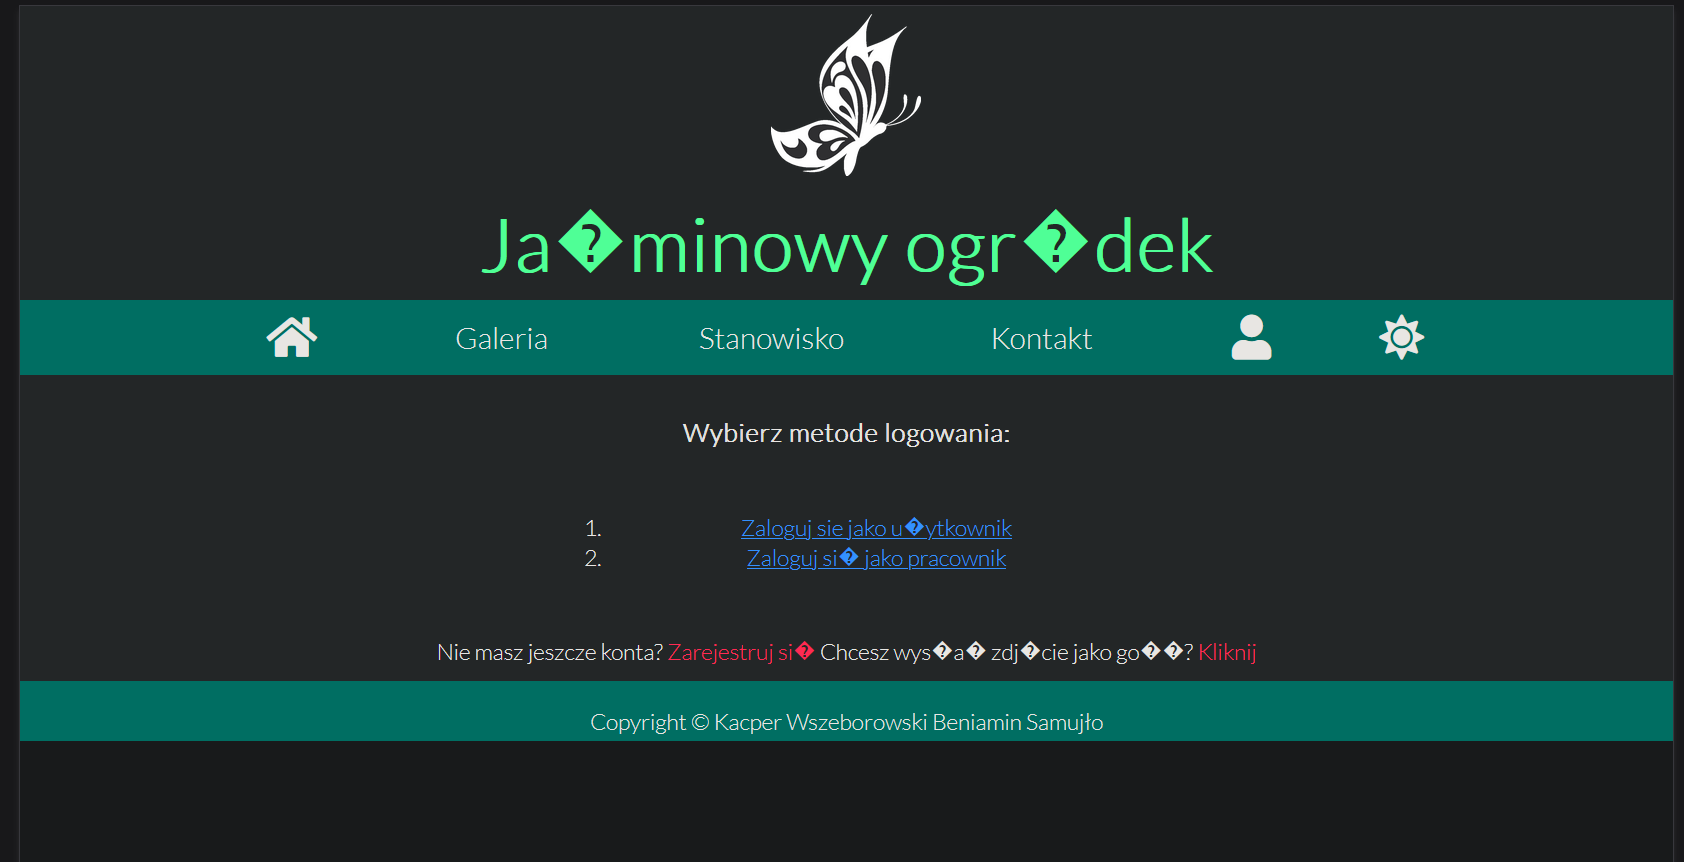 Ja�minowy ogr�dek
Galeria Stanowisko Kontakt
Wybierz metode logowania:
1. Zaloguj sie jako u�ytkownik
2. Zaloguj si� jako pracownik
Nie masz jeszcze konta? Zarejestruj si� Chcesz wys�a� zdj�cie jako go��? Kliknij
Copyright © Kacper Wszeborowski Beniamin Samujło